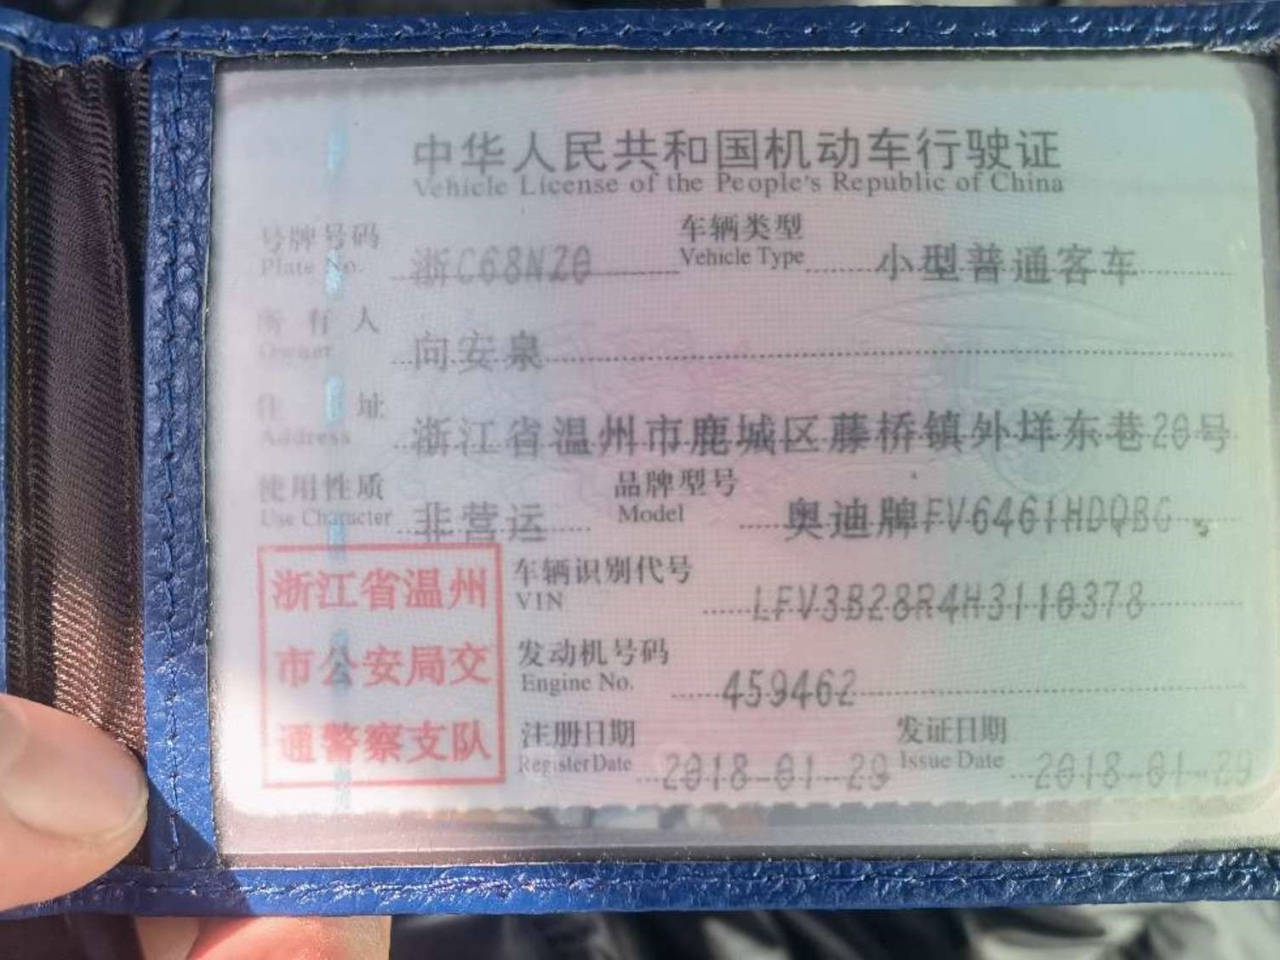 中华人民共和国机动车行驶证
Vehicle License of the People's Republic of China
号牌号码 浙C68NZ0 车辆类型 小型普通客车
Plate No. Vehicle Type
所有人 向安泉
Owner
住址 浙江省温州市鹿城区藤桥镇外垟东巷20号
Address
使用性质 非营运 品牌型号 奥迪牌FV6461HDQBG
Use Character Model
浙江省温州
市公安局交
通警察支队
车辆识别代号 LFV3B28R4H3110378
VIN
发动机号码 459462
Engine No.
注册日期 2018-01-29 发证日期 2018-01-29
Register Date Issue Date